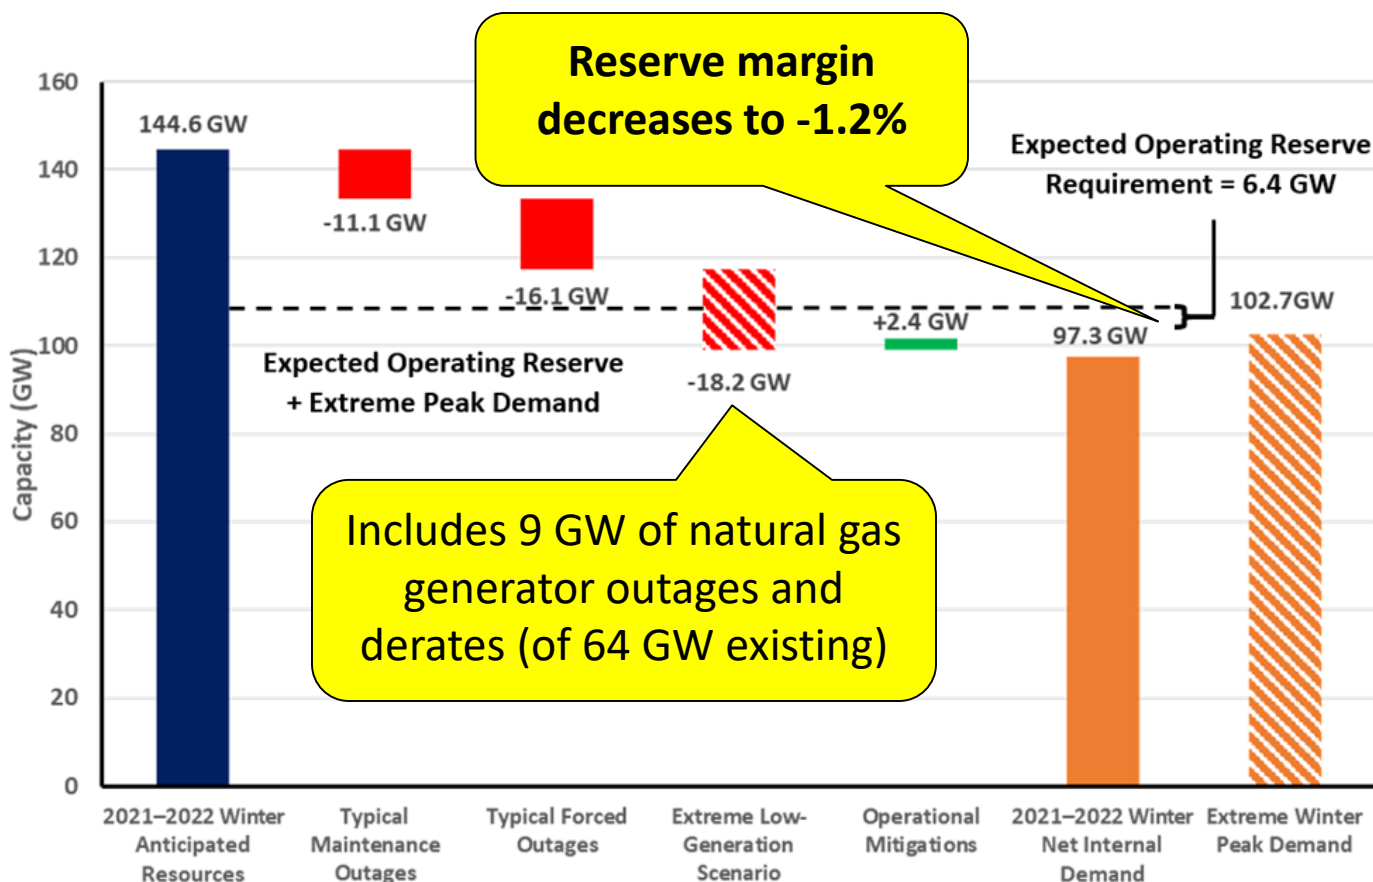 Reserve margin
decreases to -1.2%
160
144.6 GW
Expected Operating Reserve
Requirement = 6.4 GW
140
-11.1 GW
120
-16.1 GW
102.7GW
+2.4 GW
97.3 GW
100
Expected Operating Reserve
+ Extreme Peak Demand
-18.2 GW
Capacity (GW)
80
Includes 9 GW of natural gas
generator outages and
derates (of 64 GW existing)
60
40
20
0
2021–2022 Winter
Anticipated
Resources
Typical
Maintenance
Outages
Typical Forced
Outages
Extreme Low-
Generation
Scenario
Operational
Mitigations
2021–2022 Winter
Net Internal
Demand
Extreme Winter
Peak Demand